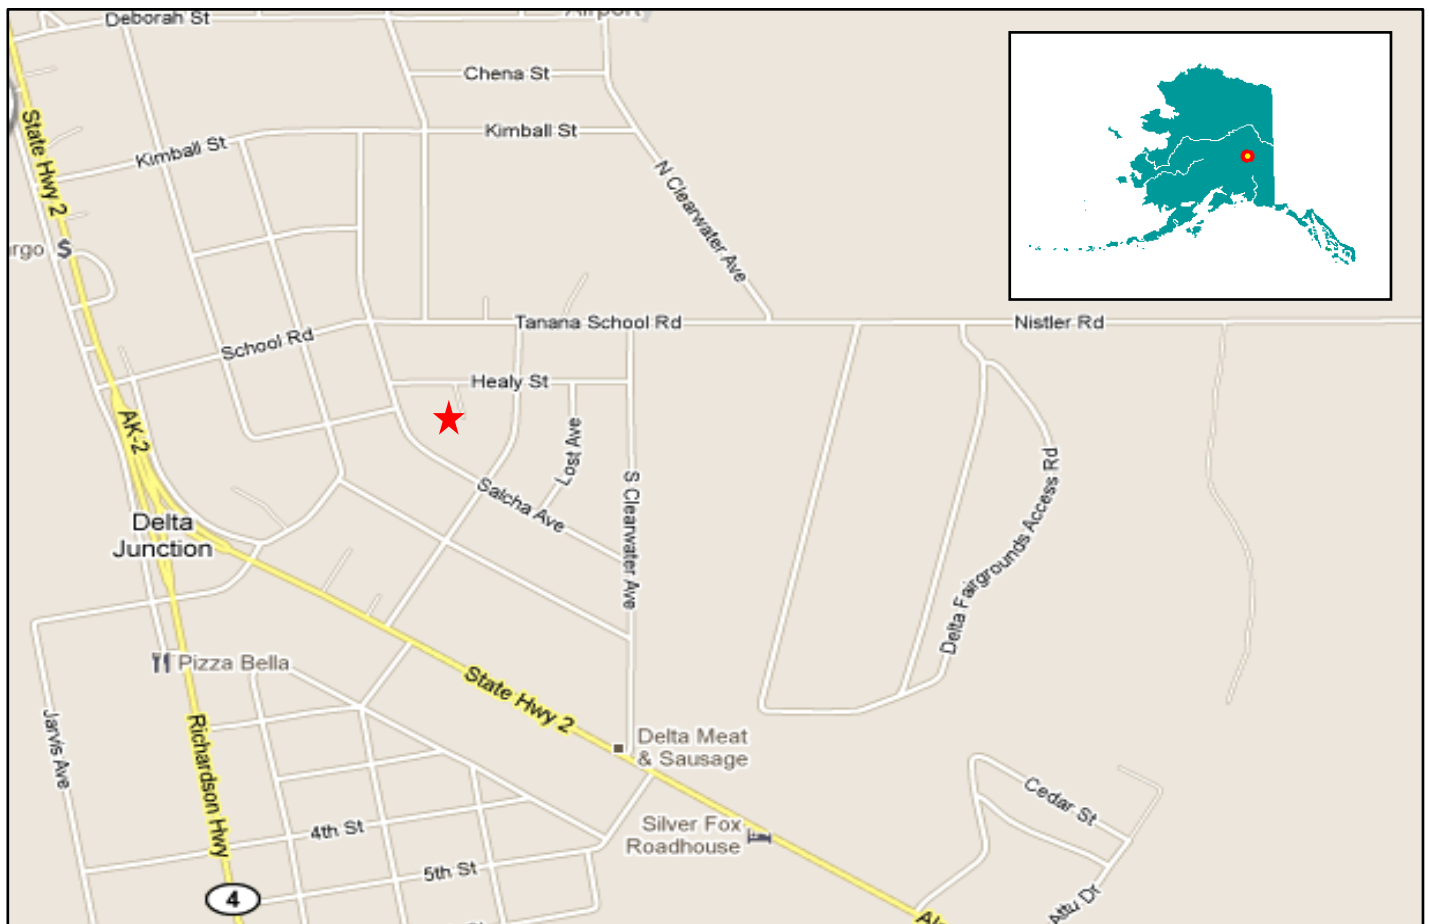 Deborah St
Airport
Chena St
Kimball St
Kimball St
State Hwy 2
N Clearwater Ave
argo $
School Rd
Tanana School Rd
Nistler Rd
Healy St
AK-2
Lost Ave
Salcha Ave
S Clearwater Ave
Delta Fairgrounds Access Rd
Delta
Junction
Pizza Bella
State Hwy 2
Jarvis Ave
Richardson Hwy
Delta Meat
& Sausage
Cedar St
4th St
Silver Fox
Roadhouse
5th St
4
Attu Dr